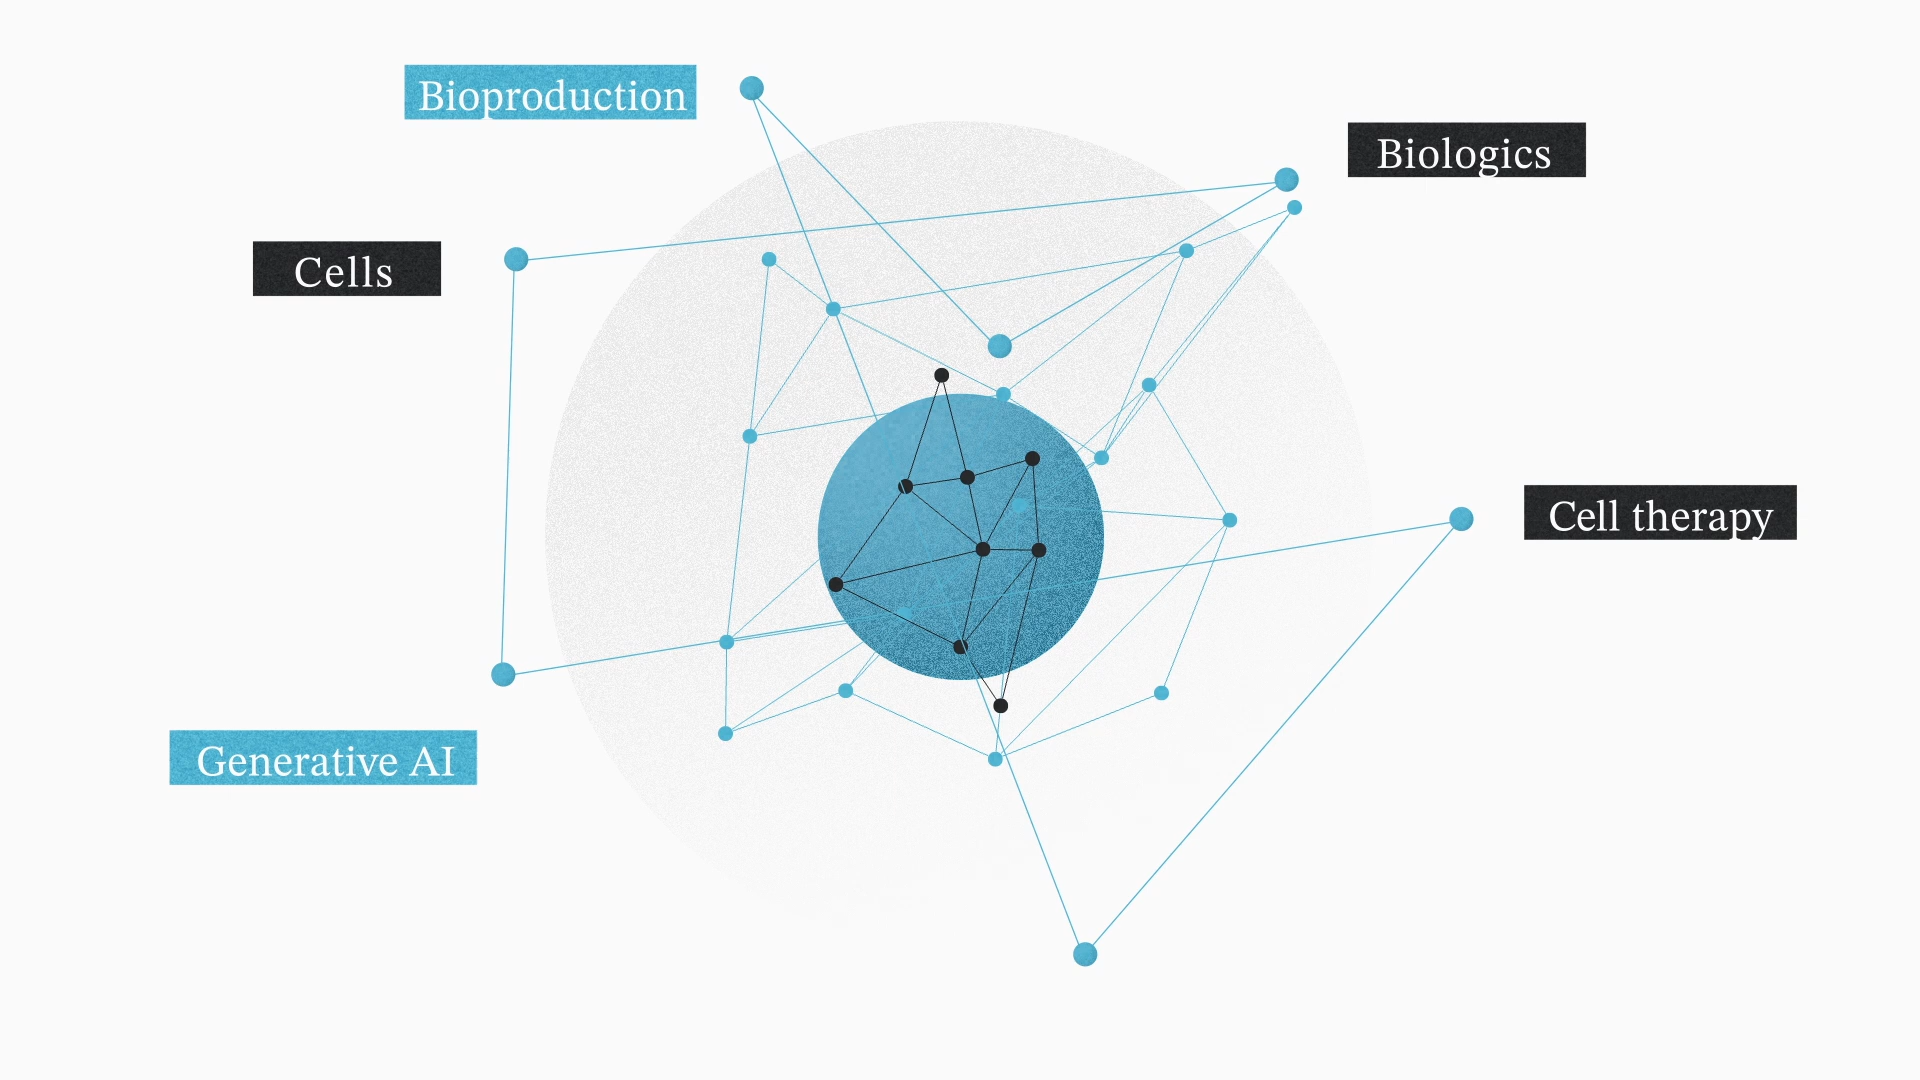 Bioproduction
Biologics
Cells
Cell therapy
Generative AI